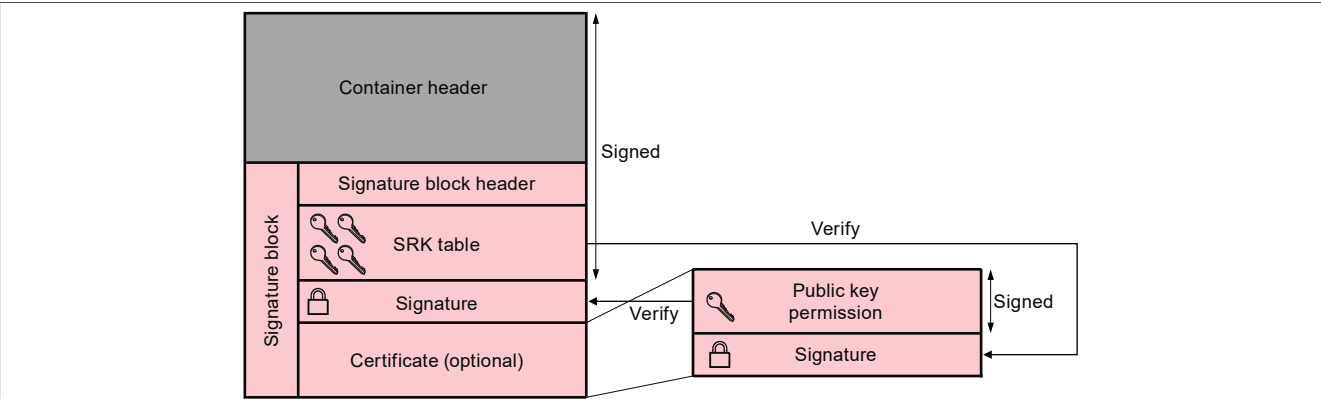 Container header
Signed
Signature block header
Signature block
SRK table
Verify
Public key
permission
Signed
Signature
Verify
Signature
Certificate (optional)